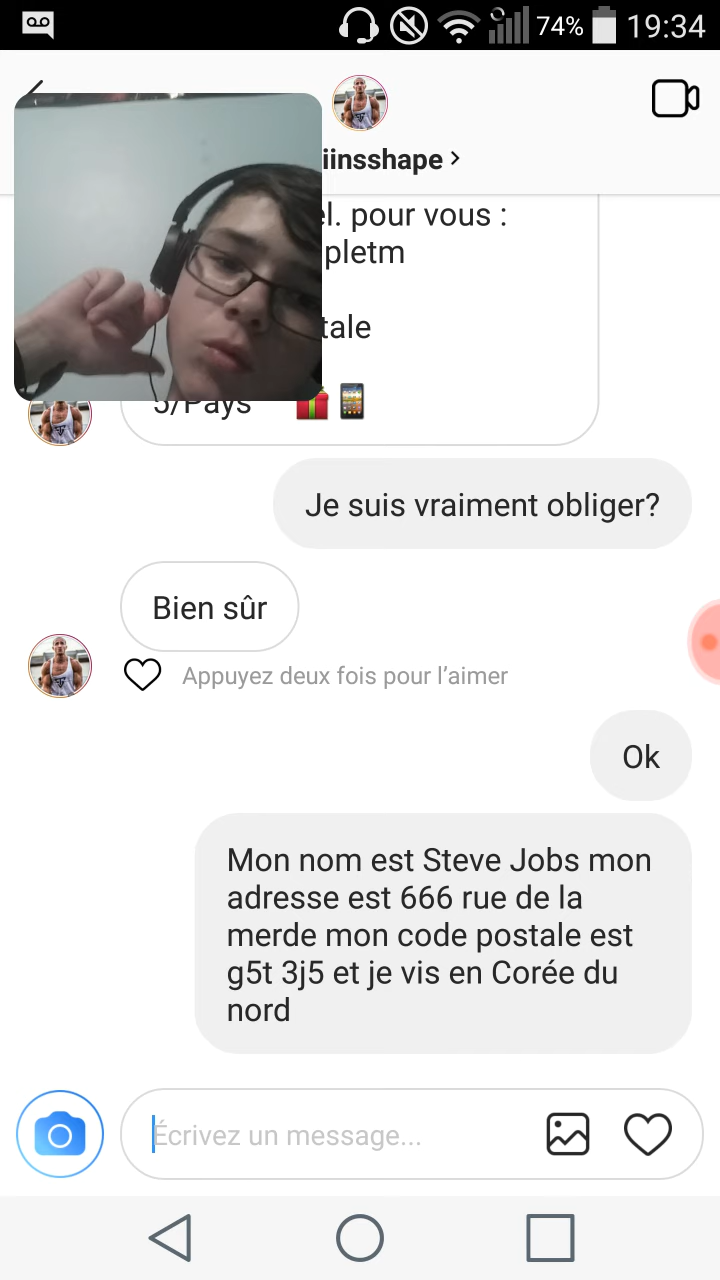 74% 19:34
iinsshape >
l. pour vous :
pletm
tale
5/Pays
Je suis vraiment obliger?
Bien sûr
Appuyez deux fois pour l'aimer
Ok
Mon nom est Steve Jobs mon
adresse est 666 rue de la
merde mon code postale est
g5t 3j5 et je vis en Corée du
nord
Écrivez un message...